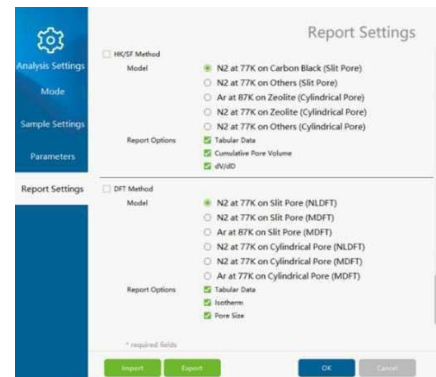 Report Settings
Analysis Settings
Mode
Sample Settings
Parameters
Report Settings
HK/SF Method
Model
N2 at 77K on Carbon Black (Slit Pore)
N2 at 77K on Others (Slit Pore)
Ar at 87K on Zeolite (Cylindrical Pore)
N2 at 77K on Zeolite (Cylindrical Pore)
N2 at 77K on Others (Cylindrical Pore)
Report Options
Tabular Data
Cumulative Pore Volume
dV/dD
DFT Method
Model
N2 at 77K on Slit Pore (NLDFT)
N2 at 77K on Slit Pore (MDFT)
Ar at 87K on Slit Pore (MDFT)
N2 at 77K on Cylindrical Pore (NLDFT)
N2 at 77K on Cylindrical Pore (MDFT)
Ar at 77K on Cylindrical Pore (MDFT)
Report Options
Tabular Data
Isotherm
Pore Size
* required fields
Import
Export
OK
Cancel